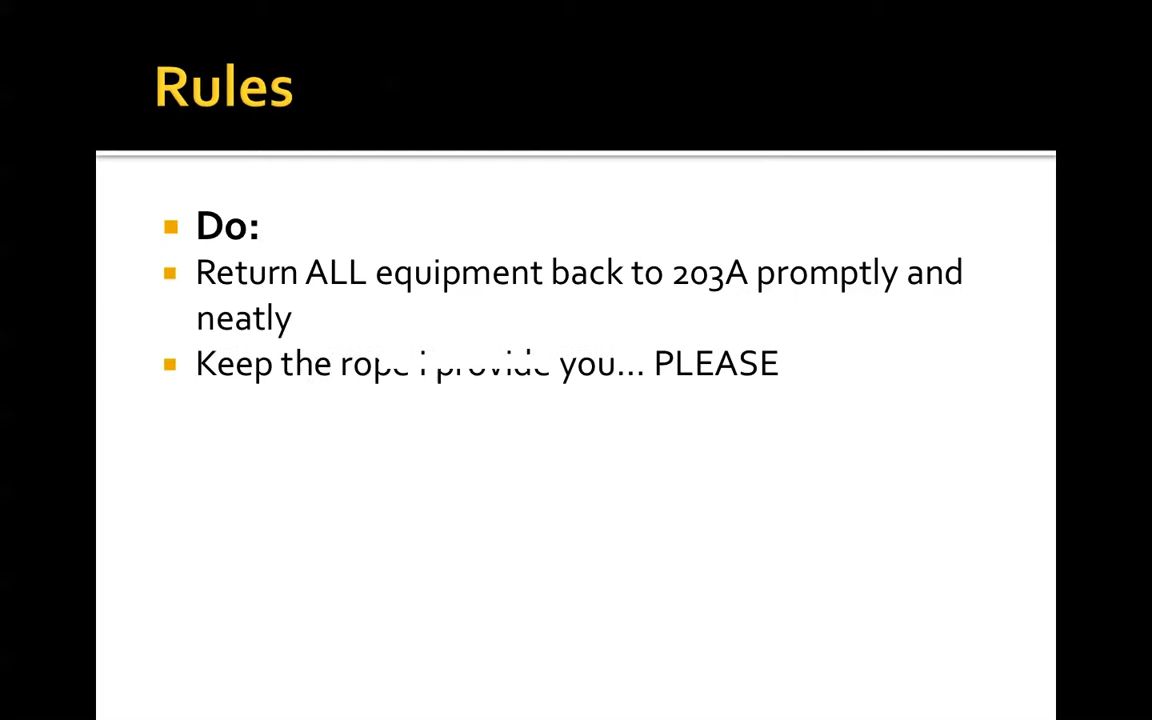 Rules
Do:
Return ALL equipment back to 203A promptly and
neatly
Keep the rope i provide you... PLEASE